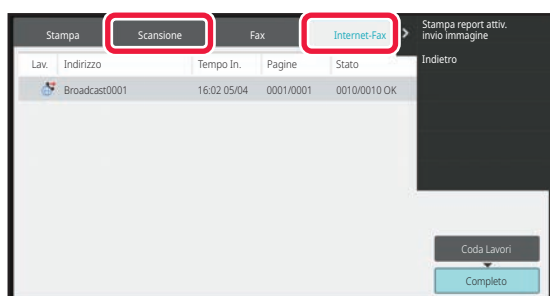 Stampa Scansione Fax Internet-Fax
Stampa report attiv.
invio immagine
Indietro
Lav. Indirizzo Tempo In. Pagine Stato
Broadcast0001 16:02 05/04 0001/0001 0010/0010 OK
Coda Lavori
Completo